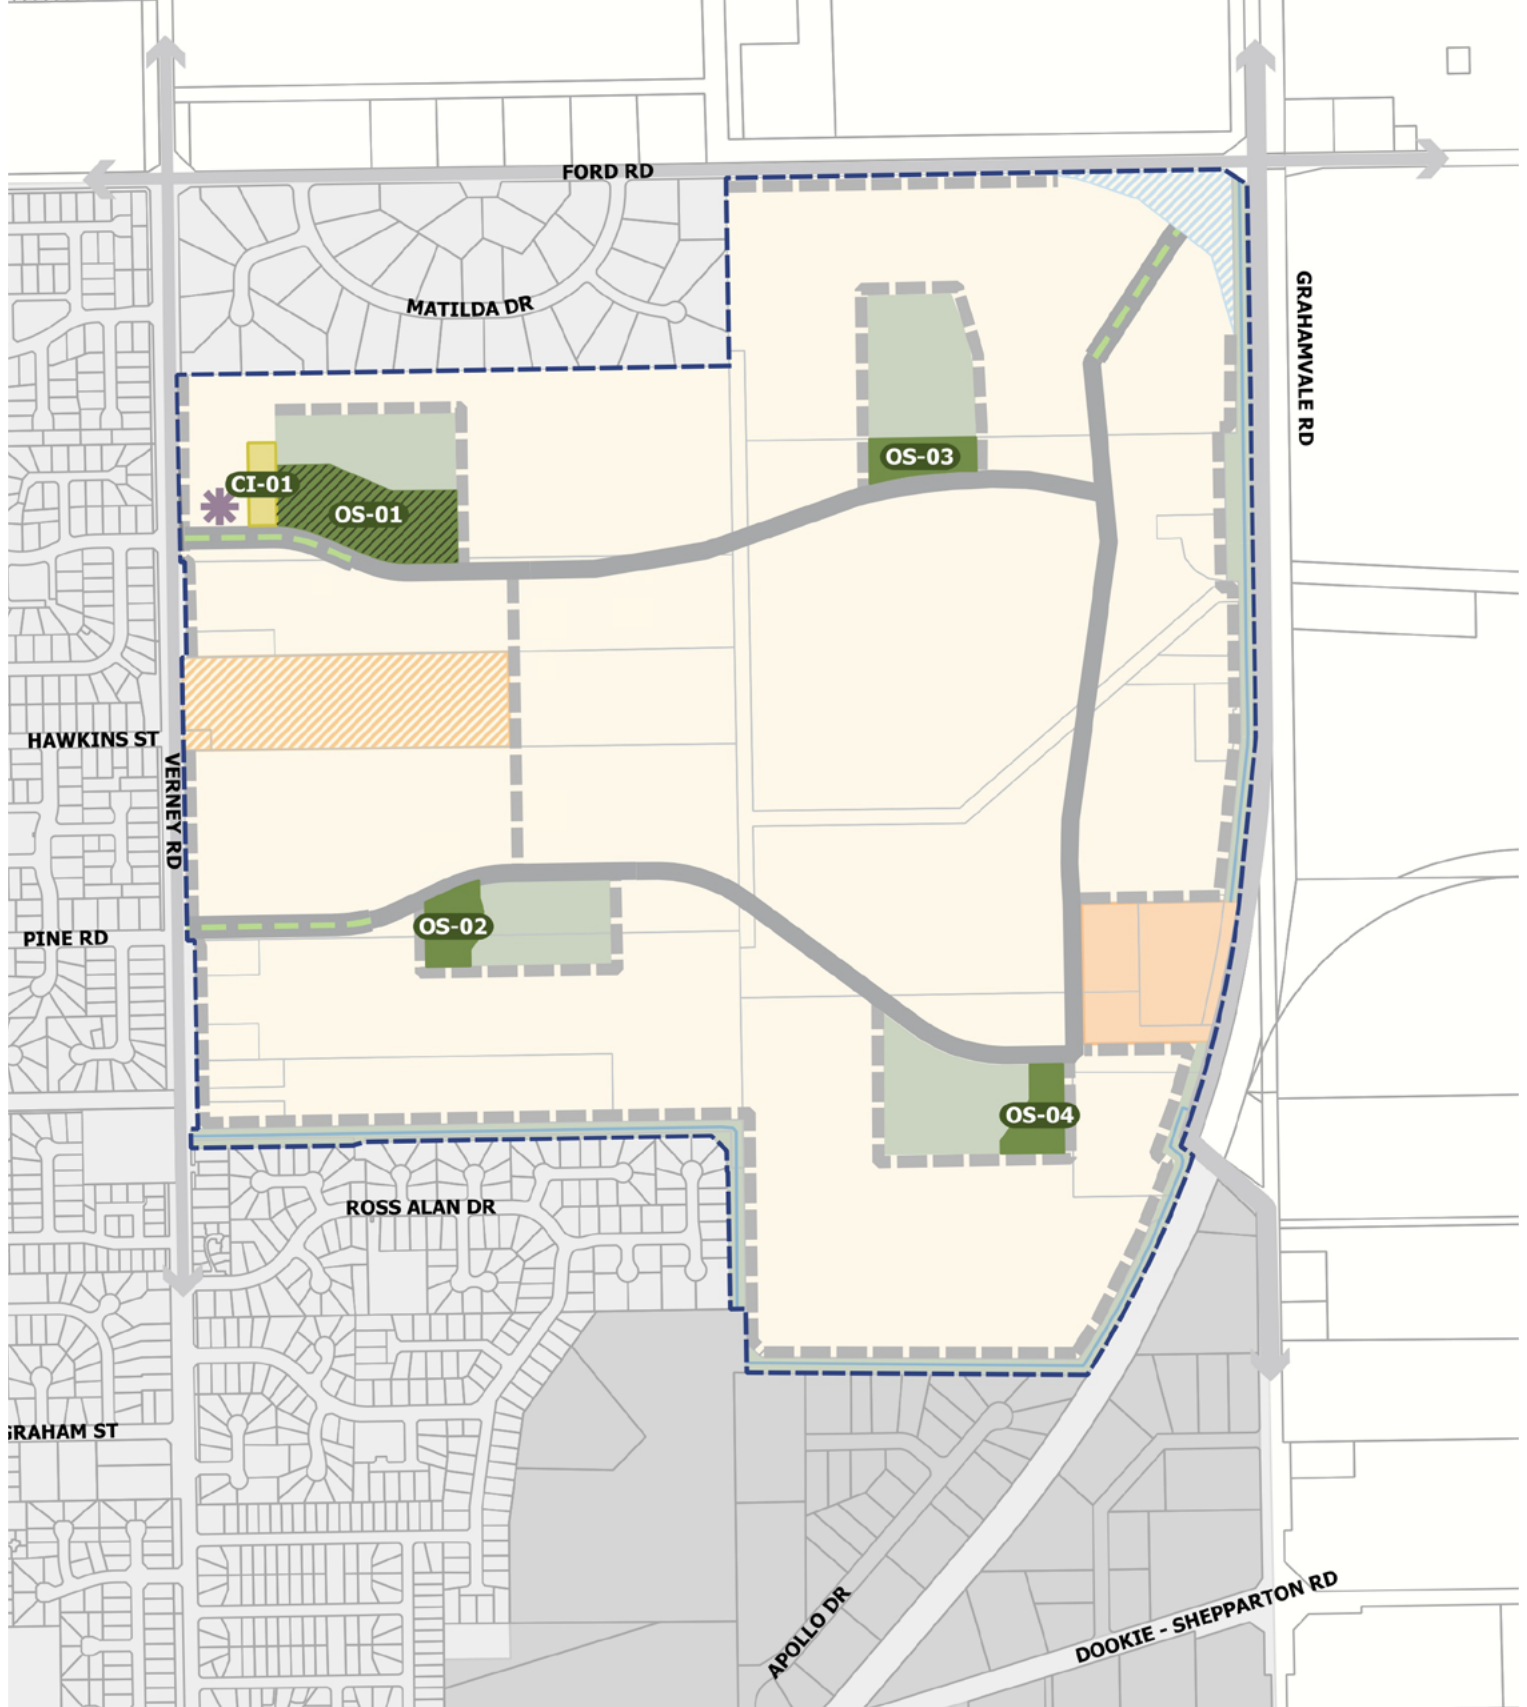 FORD RD
MATILDA DR
GRAHAMVALE RD
OS-03
CI-01
OS-01
HAWKINS ST
VERNEY RD
OS-02
PINE RD
OS-04
ROSS ALAN DR
GRAHAM ST
APOLLO DR
DOOKIE - SHEPPARTON RD